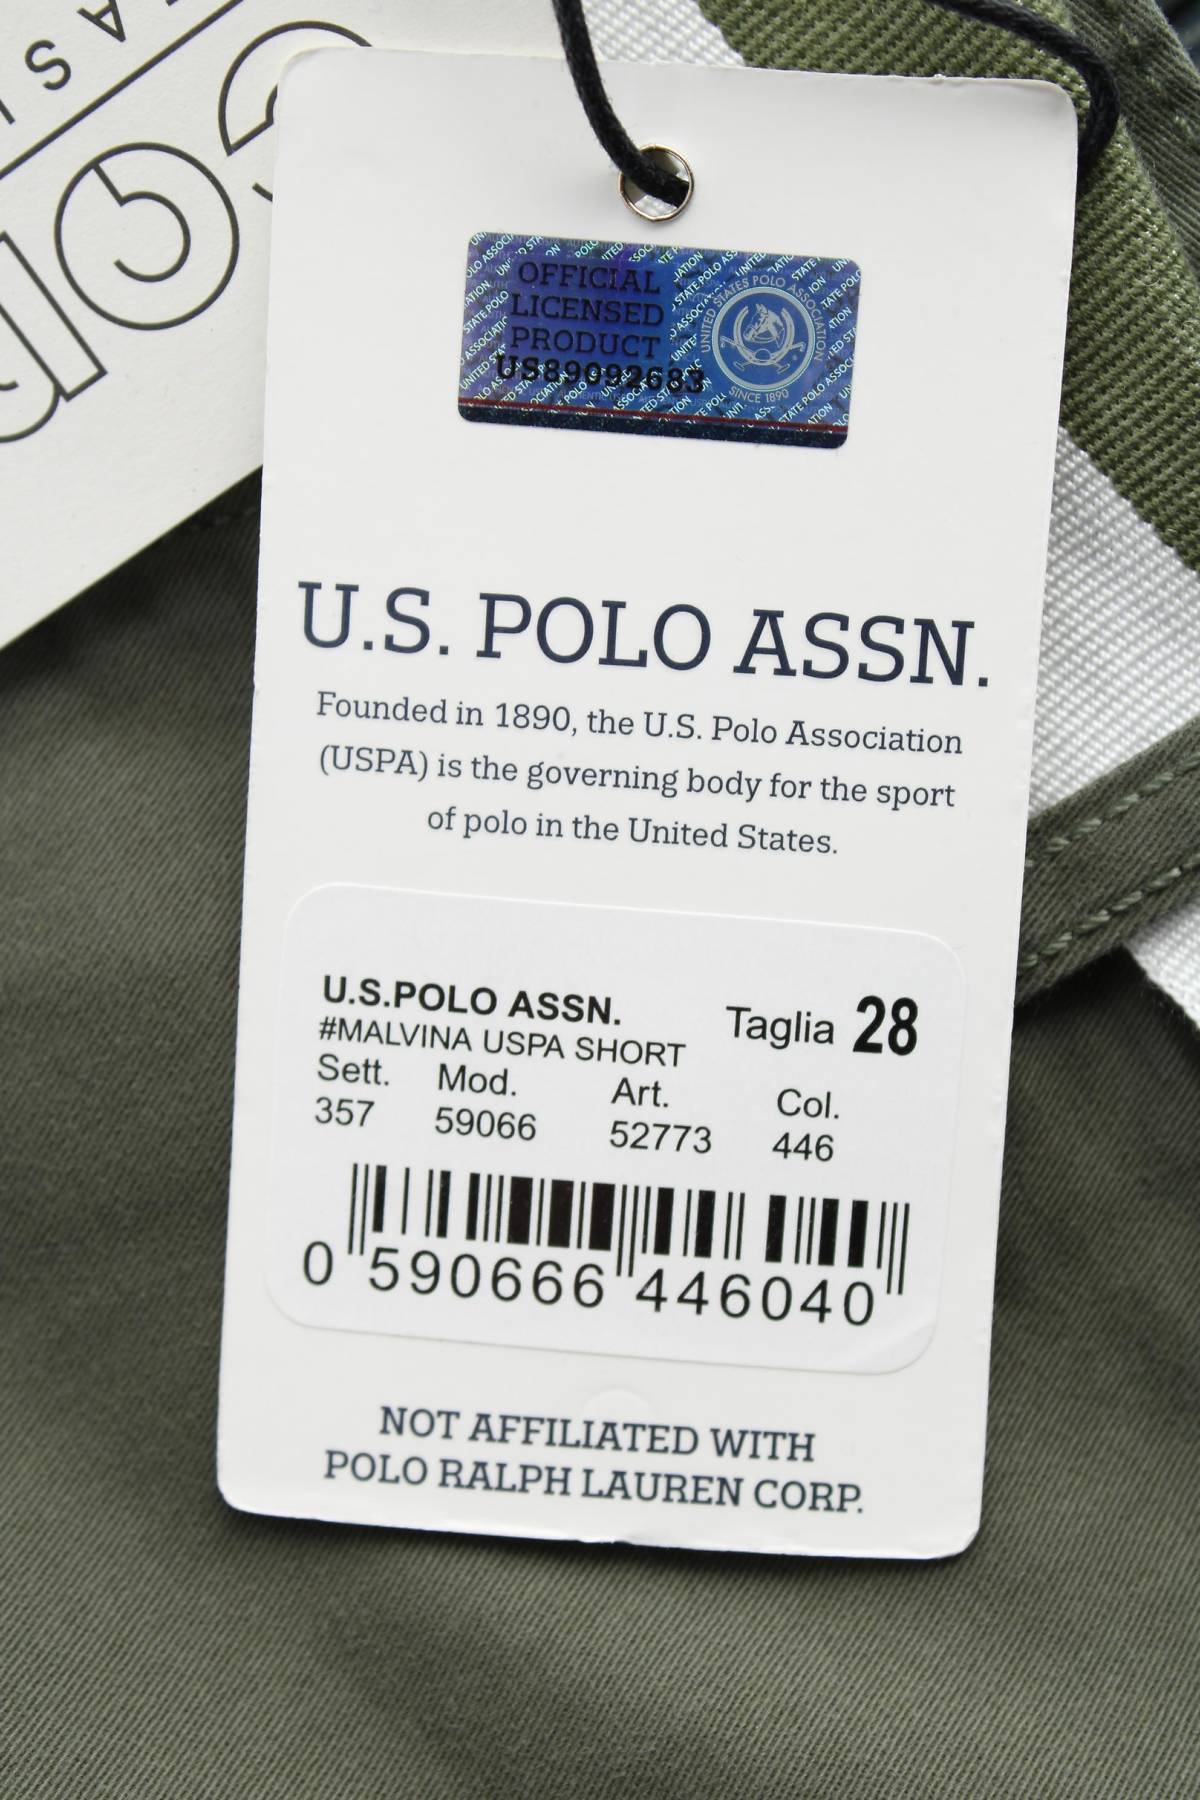 OFFICIAL
LICENSED
PRODUCT
US89092683
UNITED STATES POLO ASSOCIATION
SINCE 1890
U.S. POLO ASSN.
Founded in 1890, the U.S. Polo Association
(USPA) is the governing body for the sport
of polo in the United States.
U.S.POLO ASSN.
Taglia 28
#MALVINA USPA SHORT
Sett. Mod. Art. Col.
357 59066 52773 446
0 590666 446040
NOT AFFILIATED WITH
POLO RALPH LAUREN CORP.